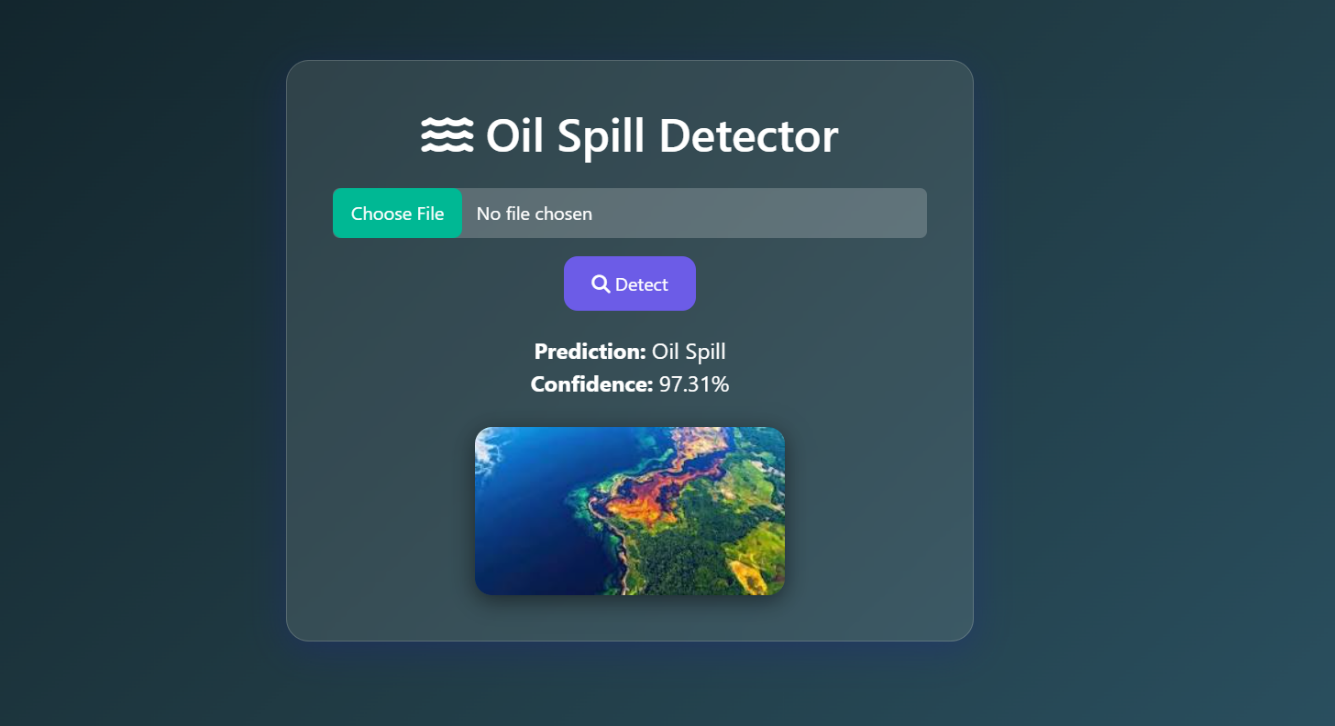 Oil Spill Detector
Choose File No file chosen
Detect
Prediction: Oil Spill
Confidence: 97.31%